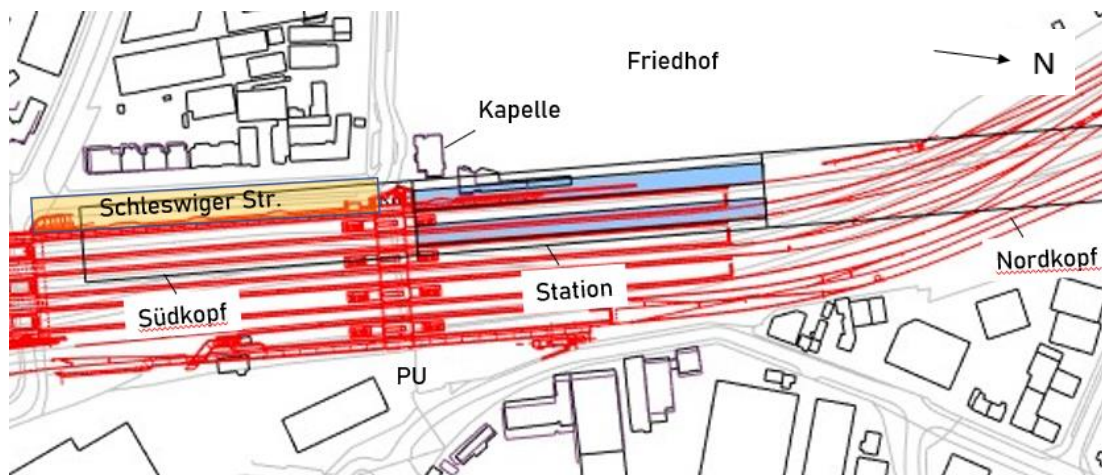 Friedhof
N
Kapelle
Schleswiger Str.
Nordkopf
Station
Südkopf
PU